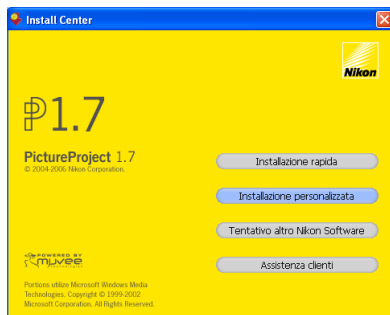 Install Center
Nikon
P1.7
PictureProject 1.7
© 2004-2006 Nikon Corporation.
Installazione rapida
Installazione personalizzata
Tentativo altro Nikon Software
Assistenza clienti
POWERED BY
muvee
technologies
Portions utilize Microsoft Windows Media
Technologies. Copyright © 1999-2002
Microsoft Corporation. All Rights Reserved.